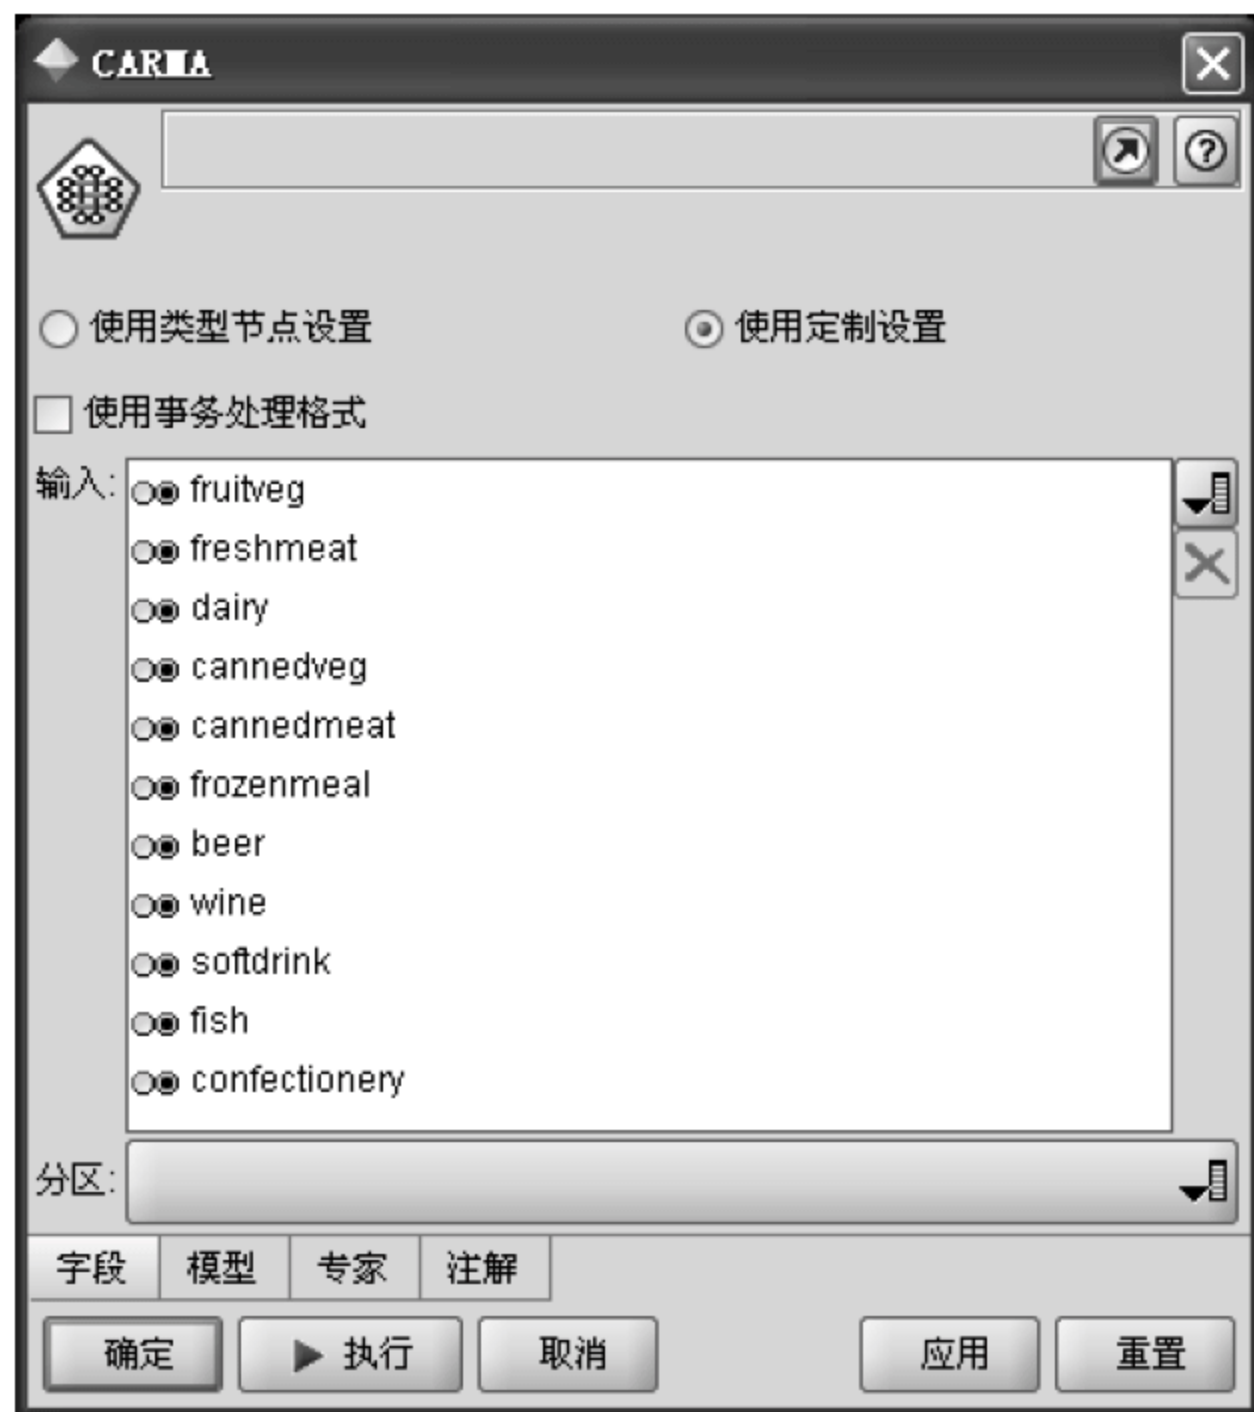 CARMA
使用类型节点设置 使用定制设置
使用事务处理格式
输入:
fruitveg
freshmeat
dairy
cannedveg
cannedmeat
frozenmeal
beer
wine
softdrink
fish
confectionery
分区:
字段 模型 专家 注解
确定 执行 取消 应用 重置